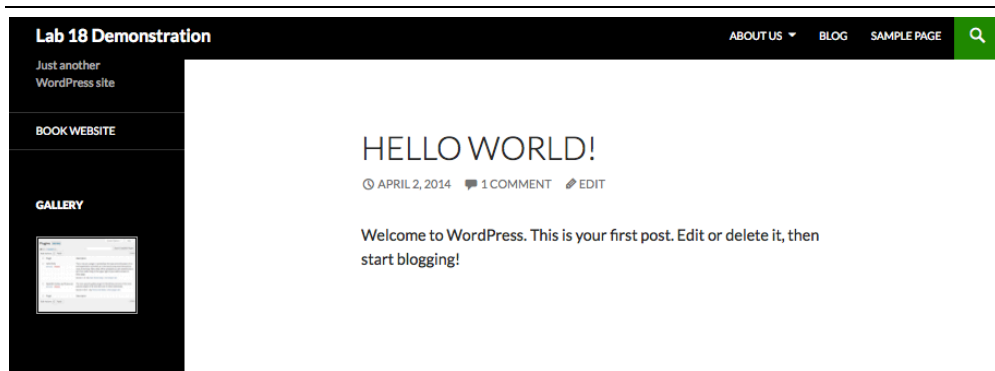 Lab 18 Demonstration
ABOUT US BLOG SAMPLE PAGE
Just another
WordPress site
BOOK WEBSITE
GALLERY
HELLO WORLD!
APRIL 2, 2014 1 COMMENT EDIT
Welcome to WordPress. This is your first post. Edit or delete it, then
start blogging!